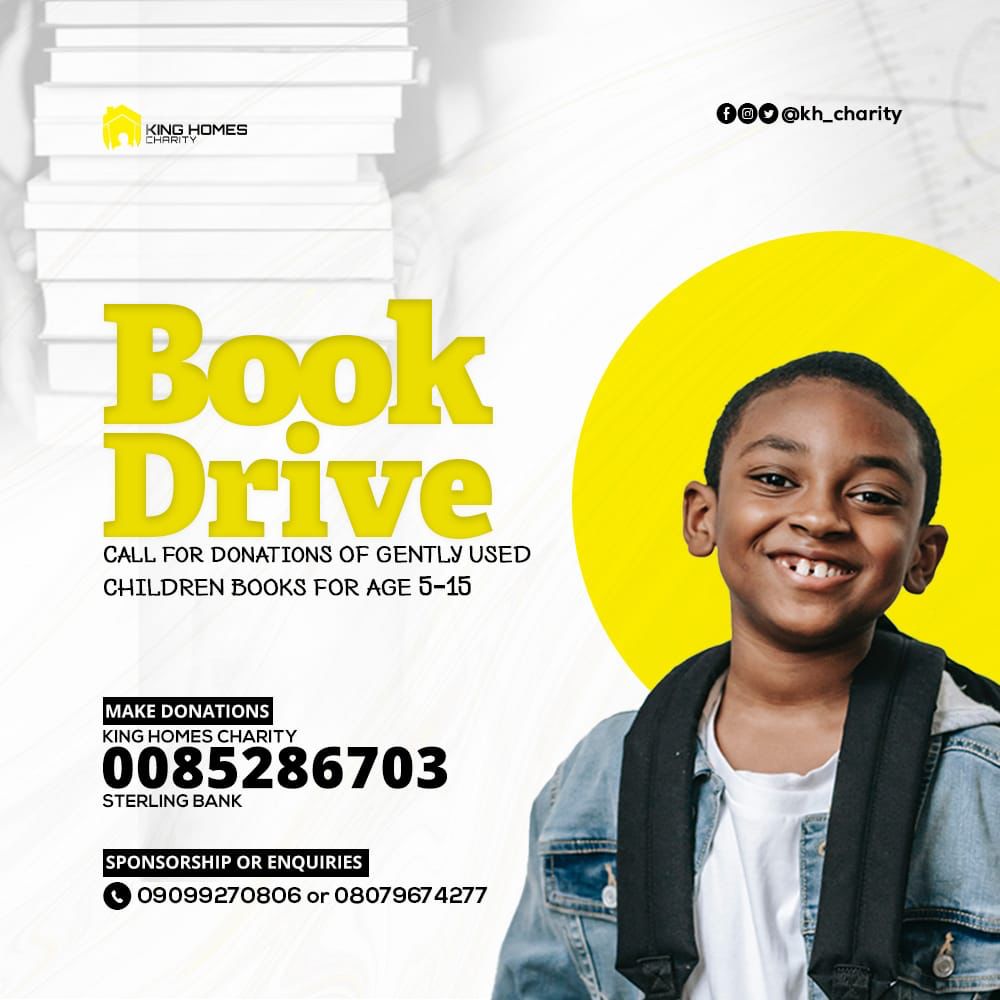 KING HOMES
CHARITY
@kh_charity
Book
Drive
CALL FOR DONATIONS OF GENTLY USED
CHILDREN BOOKS FOR AGE 5-15
MAKE DONATIONS
KING HOMES CHARITY
0085286703
STERLING BANK
SPONSORSHIP OR ENQUIRIES
09099270806 or 08079674277